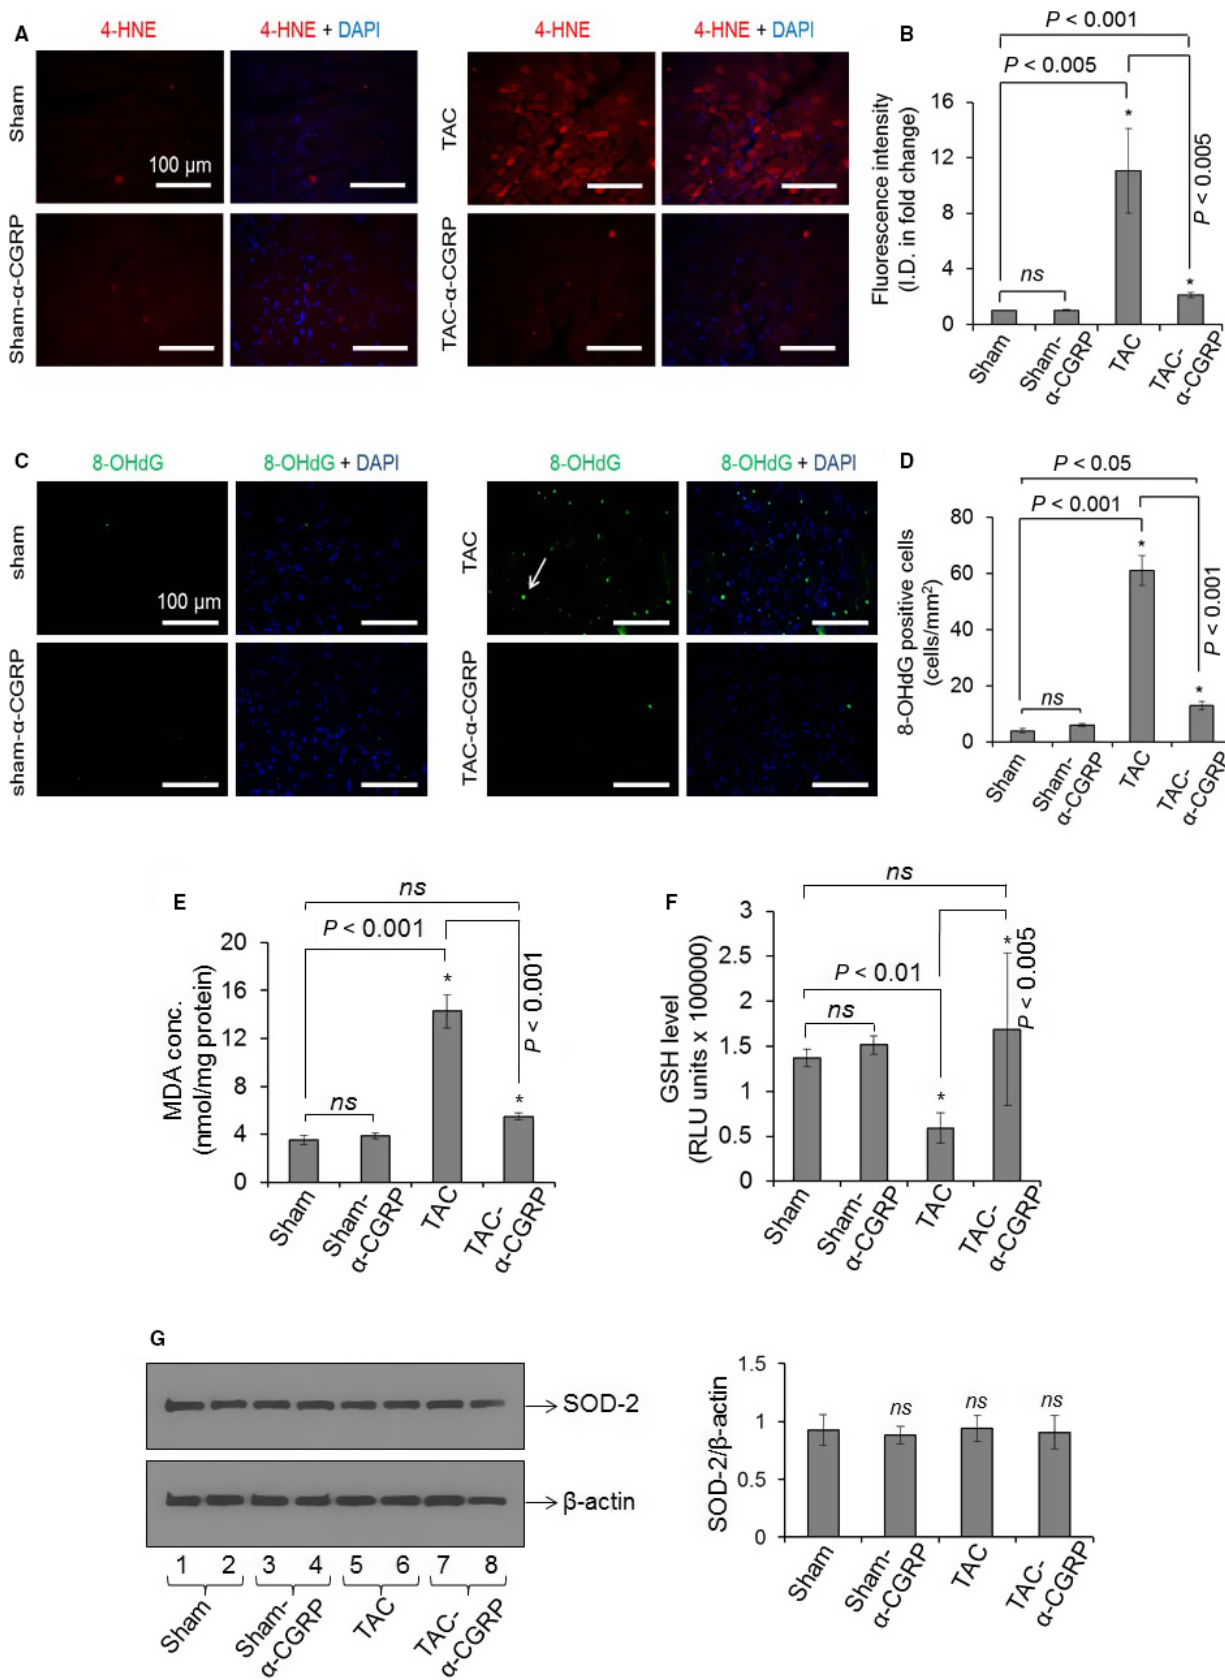 A
4-HNE
4-HNE + DAPI
4-HNE
4-HNE + DAPI
Sham
100 μm
TAC
Sham-α-CGRP
TAC-α-CGRP
B
P < 0.001
P < 0.005
P < 0.005
ns
*
*
Fluorescence intensity
(I.D. in fold change)
16
12
8
4
0
Sham
Sham-
α-CGRP
TAC
TAC-
α-CGRP
C
8-OHdG
8-OHdG + DAPI
8-OHdG
8-OHdG + DAPI
sham
100 μm
TAC
sham-α-CGRP
TAC-α-CGRP
D
P < 0.05
P < 0.001
P < 0.001
ns
*
*
8-OHdG positive cells
(cells/mm²)
80
60
40
20
0
Sham
Sham-
α-CGRP
TAC
TAC-
α-CGRP
E
ns
P < 0.001
P < 0.001
ns
*
*
MDA conc.
(nmol/mg protein)
20
16
12
8
4
0
Sham
Sham-
α-CGRP
TAC
TAC-
α-CGRP
F
ns
P < 0.01
P < 0.005
ns
*
*
GSH level
(RLU units x 100000)
3
2.5
2
1.5
1
0.5
0
Sham
Sham-
α-CGRP
TAC
TAC-
α-CGRP
G
SOD-2
β-actin
1 2 3 4 5 6 7 8
Sham
Sham-
α-CGRP
TAC
TAC-
α-CGRP
SOD-2/β-actin
1.5
1
0.5
0
ns
ns
ns
Sham
Sham-
α-CGRP
TAC
TAC-
α-CGRP